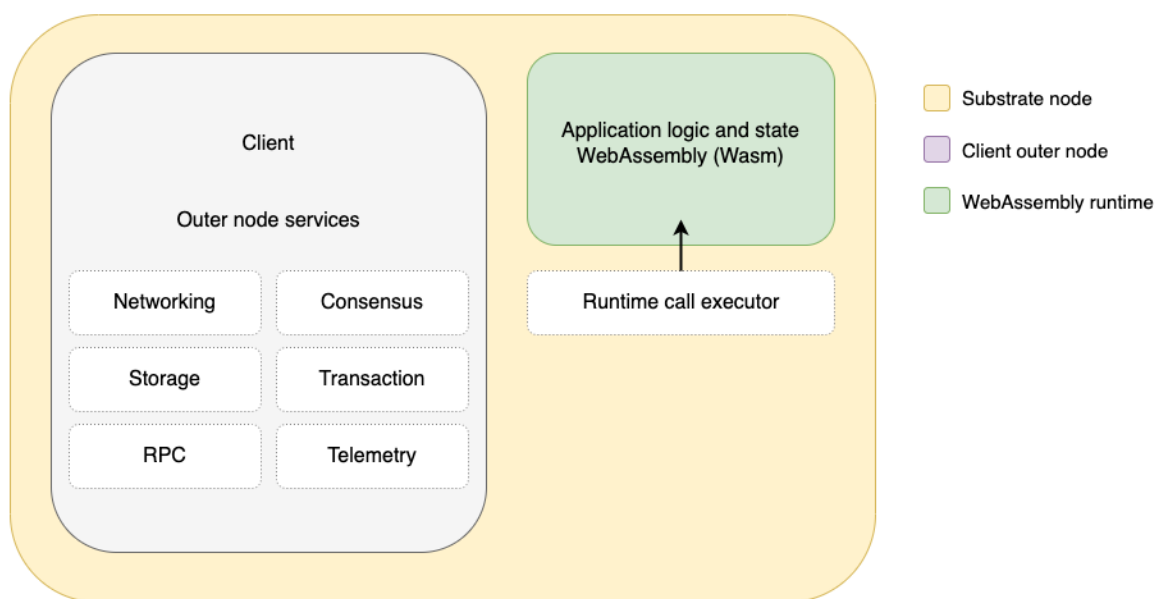 Client
Outer node services
Networking
Consensus
Storage
Transaction
RPC
Telemetry
Application logic and state
WebAssembly (Wasm)
Runtime call executor
Substrate node
Client outer node
WebAssembly runtime